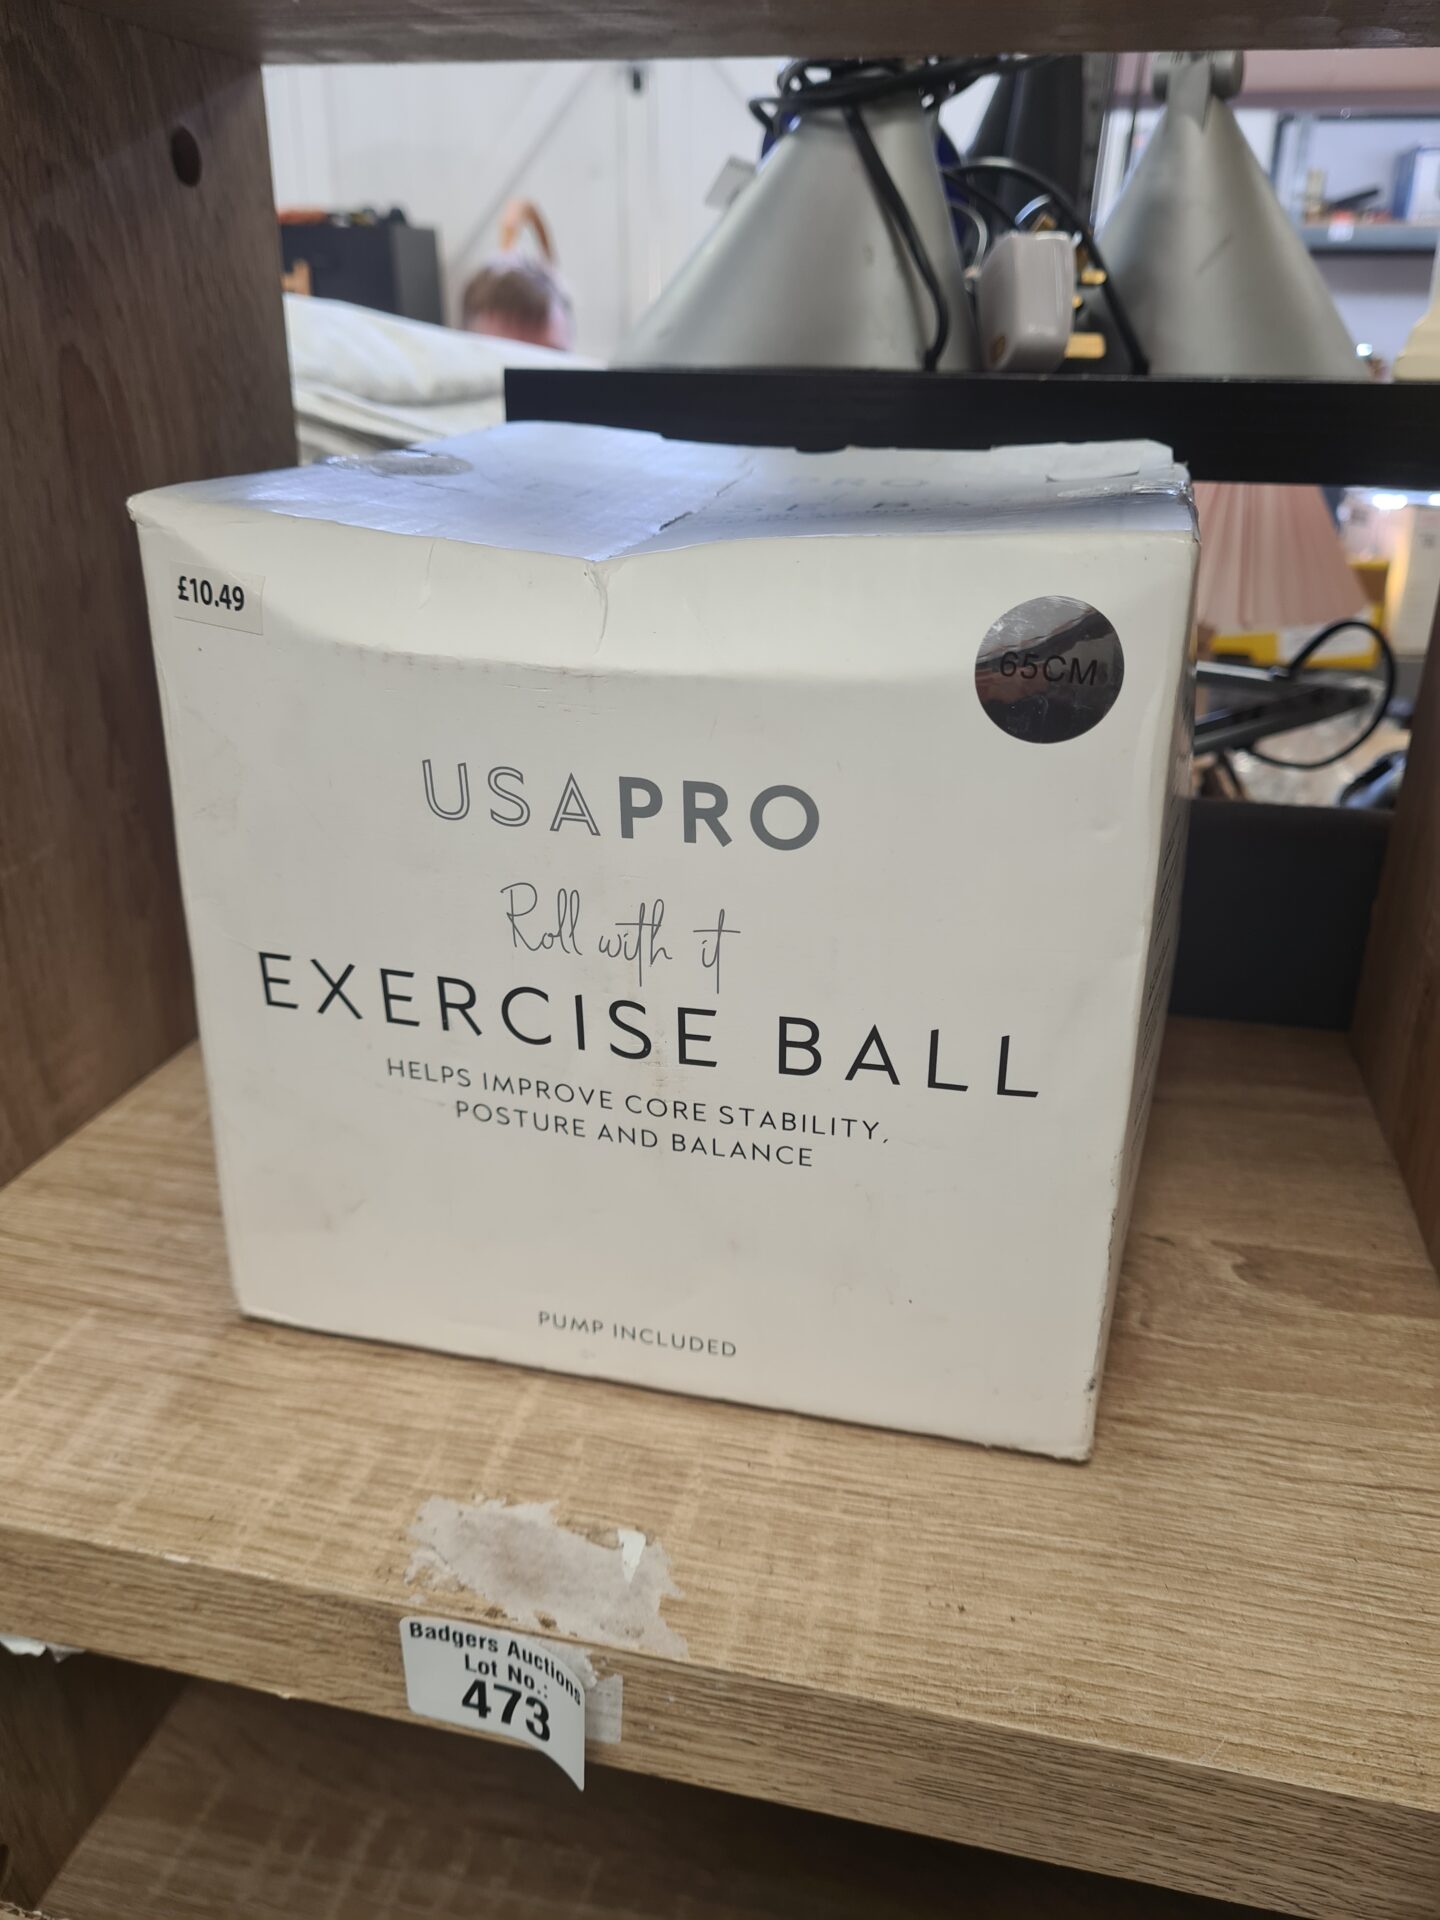 £10.49
65CM
USAPRO
Roll with it
EXERCISE BALL
HELPS IMPROVE CORE STABILITY,
POSTURE AND BALANCE
PUMP INCLUDED
Badgers Auctions
Lot No.:
473